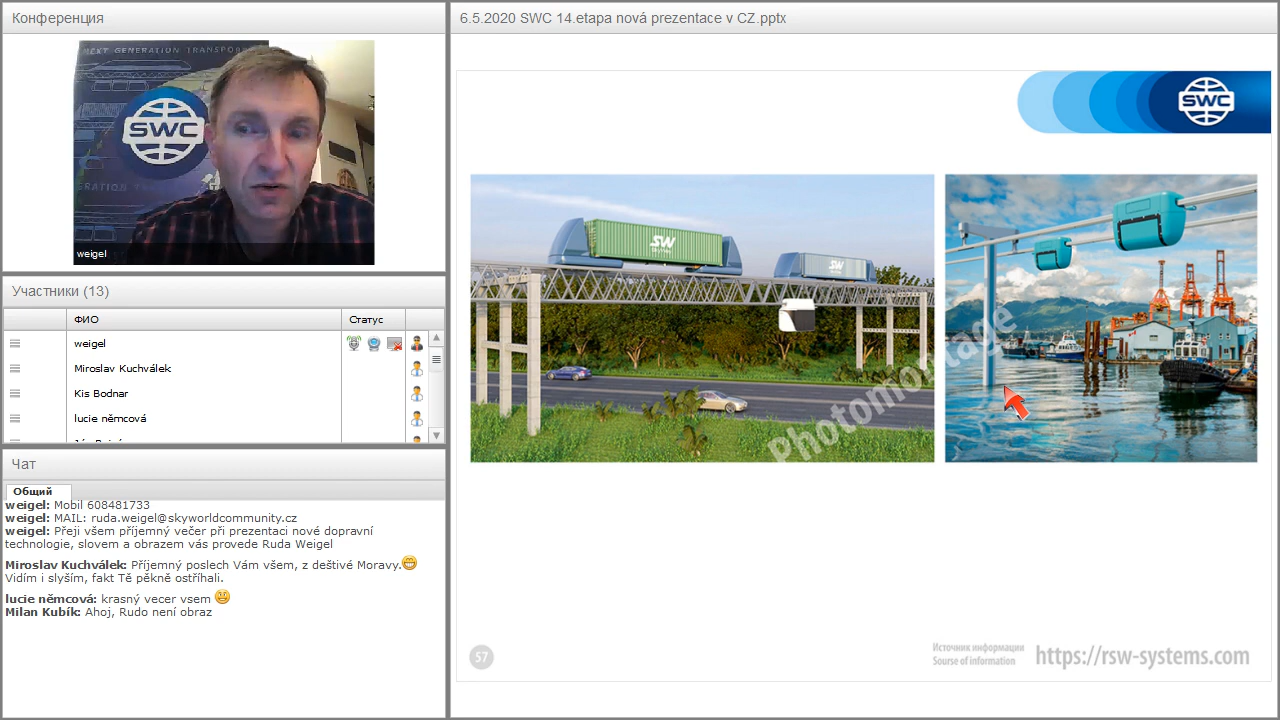 Конференция
NEXT GENERATION TRANSPOR
SWC
weigel
Участники (13)
ФИО
Статус
weigel
Miroslav Kuchválek
Kis Bodnar
lucie němcová
Чат
Общий
weigel: Mobil 608481733
weigel: MAIL: ruda.weigel@skyworldcommunity.cz
weigel: Přeji všem příjemný večer při prezentaci nové dopravní
technologie, slovem a obrazem vás provede Ruda Weigel
Miroslav Kuchválek: Příjemný poslech Vám všem, z deštivé Moravy.
Vidím i slyším, fakt Tě pěkně ostříhali.
lucie němcová: krasný vecer vsem
Milan Kubík: Ahoj, Rudo není obraz
6.5.2020 SWC 14.etapa nová prezentace v CZ.pptx
SWC
SW
SW
Photomontage
57
Источник информации
Sourse of information
https://rsw-systems.com